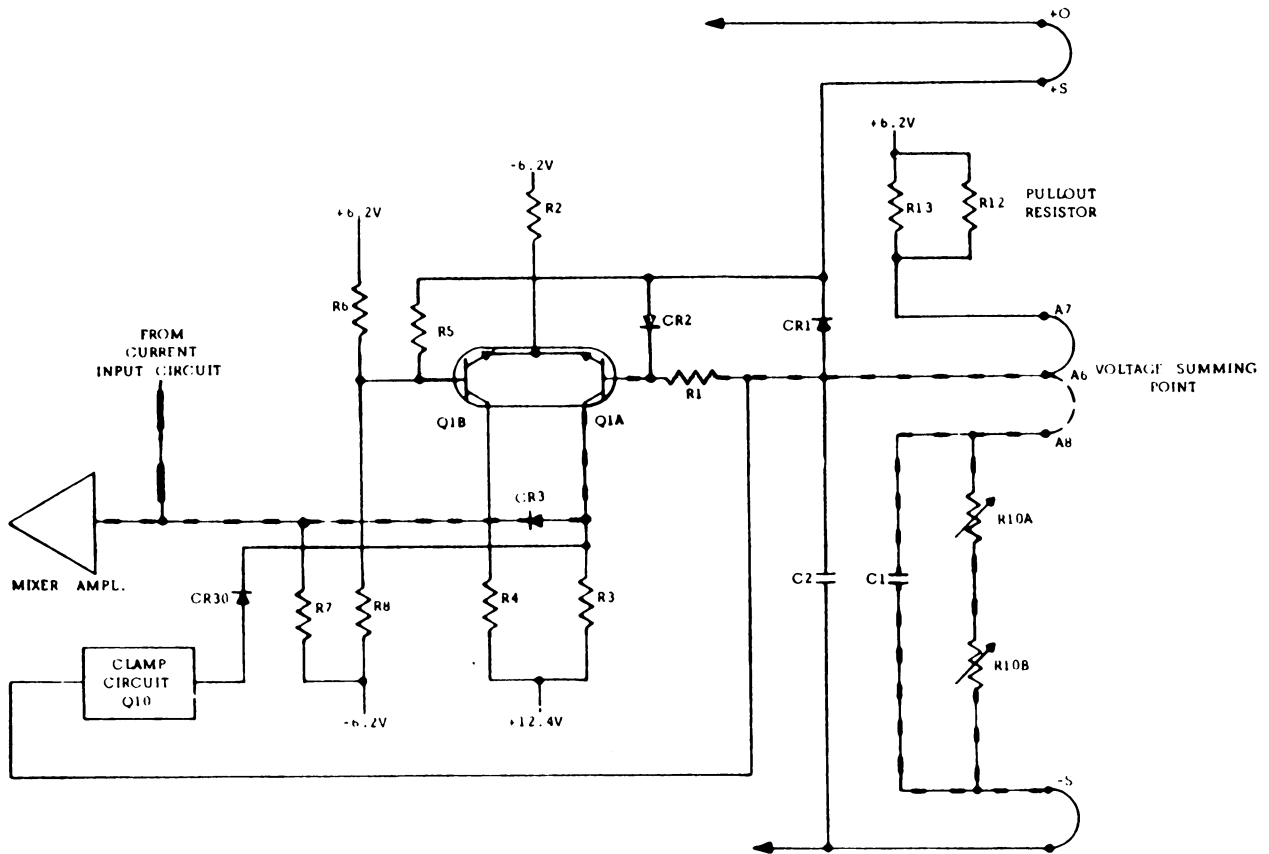 +O
+S
+6.2V
-6.2V
R13
R12
PULLOUT
RESISTOR
R2
+6.2V
R6
R5
CR2
CR1
A7
FROM
CURRENT
INPUT CIRCUIT
R1
A6
VOLTAGE SUMMING
POINT
Q1B
Q1A
A8
CR3
R10A
MIXER AMPL.
CR30
R7
R8
R4
R3
C2
C1
CLAMP
CIRCUIT
Q10
R10B
-6.2V
+12.4V
-S